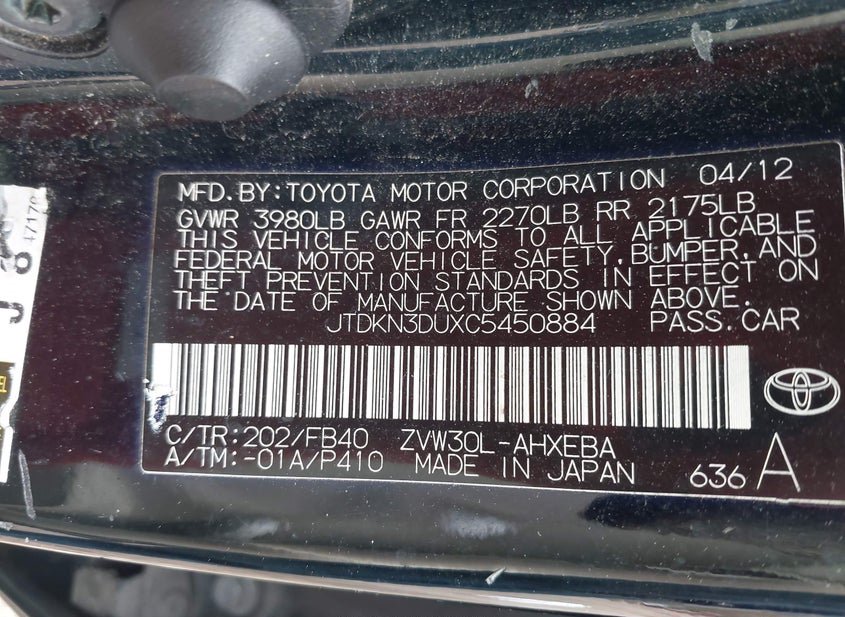 MFD.BY:TOYOTA MOTOR CORPORATION 04/12
GVWR 3980LB GAWR FR 2270LB RR 2175LB
THIS VEHICLE CONFORMS TO ALL APPLICABLE
FEDERAL MOTOR VEHICLE SAFETY,BUMPER,AND
THEFT PREVENTION STANDARDS IN EFFECT ON
THE DATE OF MANUFACTURE SHOWN ABOVE.
JTDKN3DUXC5450884 PASS.CAR
C/TR:202/FB40 ZVW30L-AHXEBA
A/TM:-01A/P410 MADE IN JAPAN 636 A